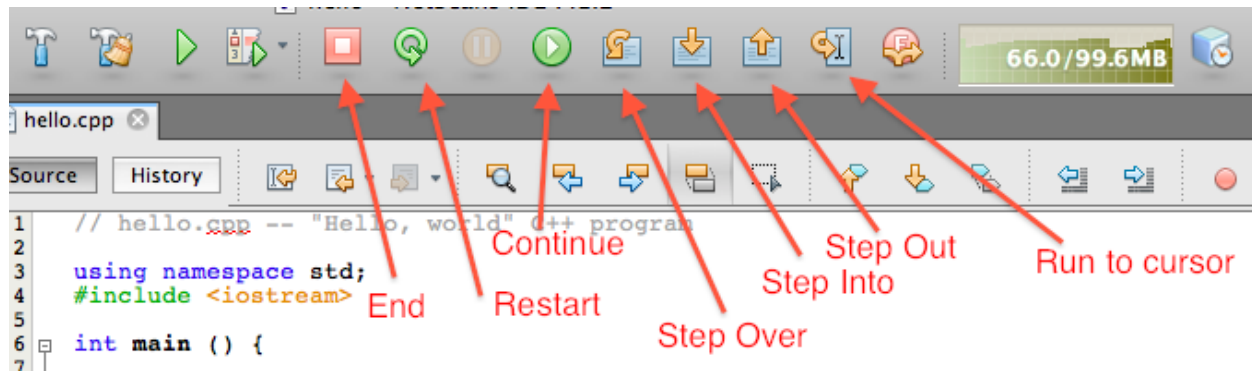 66.0/99.6MB
hello.cpp
Source History
1 // hello.cpp -- "Hello, world" C++ program
2
3 using namespace std;
4 #include <iostream>
5
6 int main () {
7
End
Restart
Continue
Step Over
Step Into
Step Out
Run to cursor